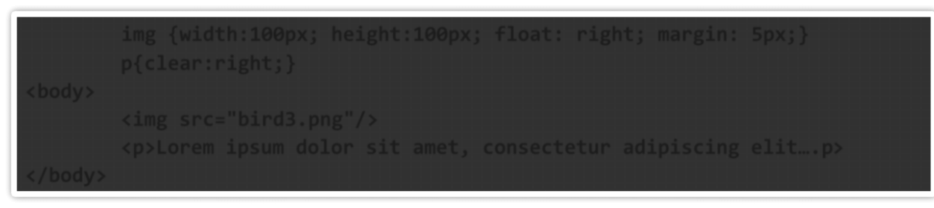 img {width:100px; height:100px; float: right; margin: 5px;}
p{clear:right;}
<body>
<img src="bird3.png"/>
<p>Lorem ipsum dolor sit amet, consectetur adipiscing elit….p>
</body>